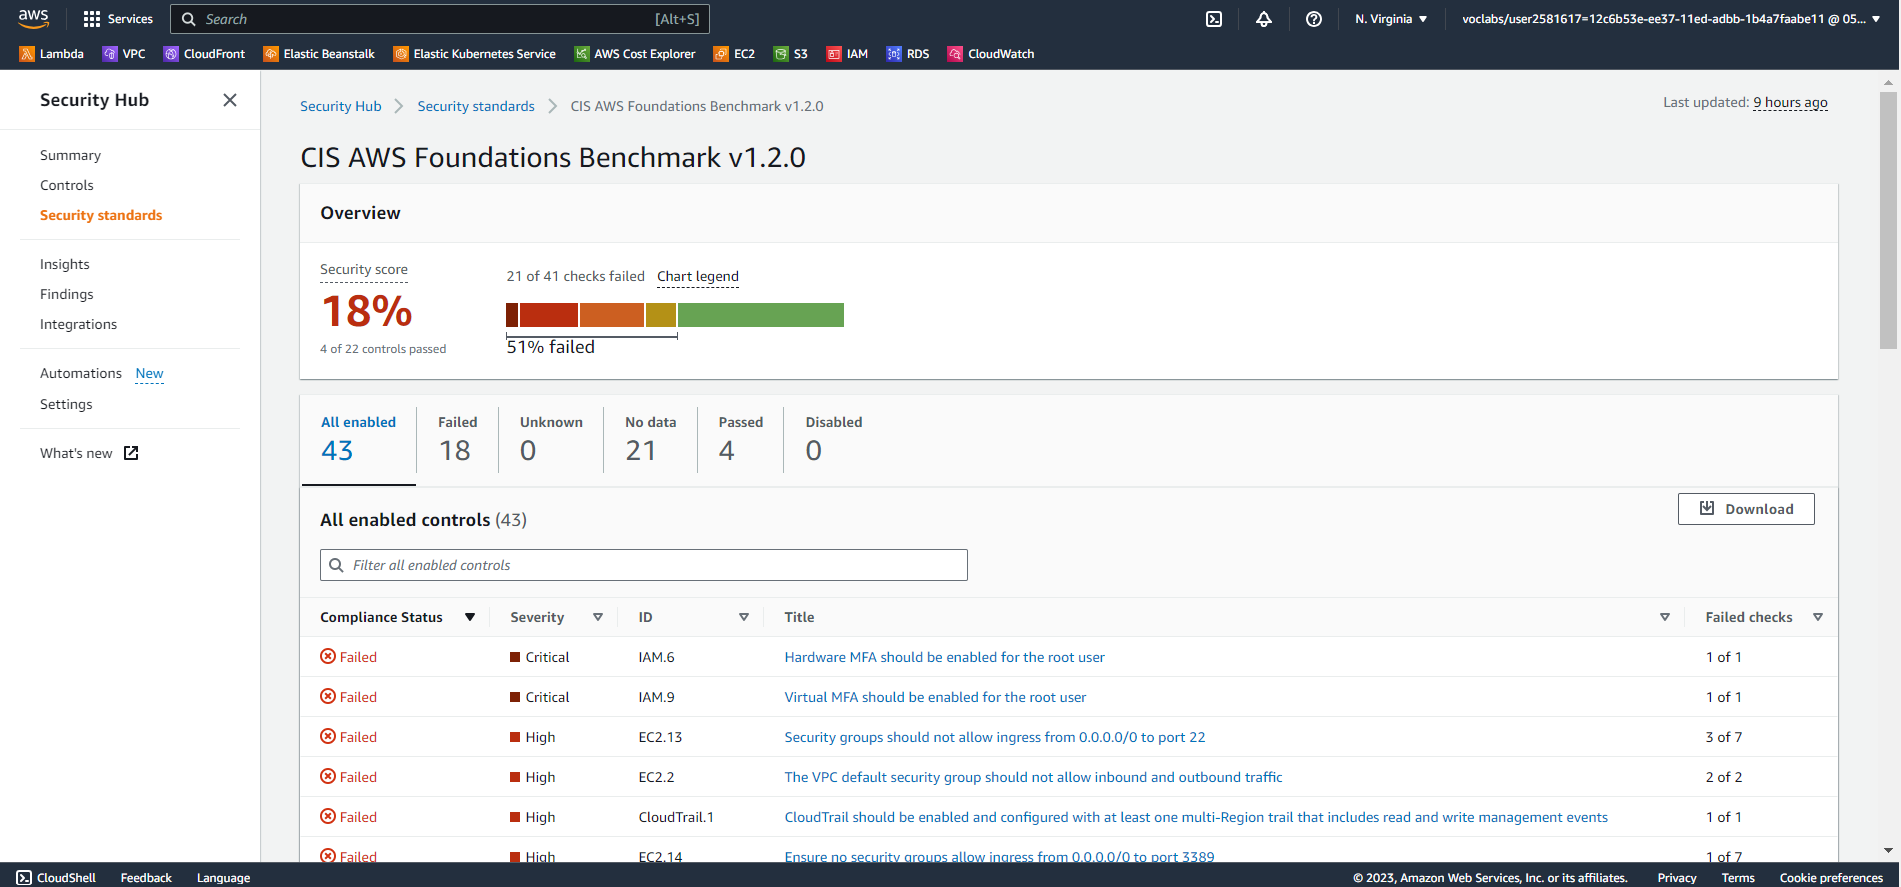 aws Services Search [Alt+S] N. Virginia voclabs/user2581617=12c6b53e-ee37-11ed-adbb-1b4a7faabe11 @ 05...
Lambda VPC CloudFront Elastic Beanstalk Elastic Kubernetes Service AWS Cost Explorer EC2 S3 IAM RDS CloudWatch
Security Hub
Summary
Controls
Security standards
Insights
Findings
Integrations
Automations New
Settings
What's new
Security Hub Security standards CIS AWS Foundations Benchmark v1.2.0
Last updated: 9 hours ago
CIS AWS Foundations Benchmark v1.2.0
Overview
Security score
18%
4 of 22 controls passed
21 of 41 checks failed Chart legend
51% failed
All enabled
43
Failed
18
Unknown
0
No data
21
Passed
4
Disabled
0
All enabled controls (43)
Download
Filter all enabled controls
Compliance Status Severity ID Title Failed checks
Failed Critical IAM.6 Hardware MFA should be enabled for the root user 1 of 1
Failed Critical IAM.9 Virtual MFA should be enabled for the root user 1 of 1
Failed High EC2.13 Security groups should not allow ingress from 0.0.0.0/0 to port 22 3 of 7
Failed High EC2.2 The VPC default security group should not allow inbound and outbound traffic 2 of 2
Failed High CloudTrail.1 CloudTrail should be enabled and configured with at least one multi-Region trail that includes read and write management events 1 of 1
Failed High EC2.14 Ensure no security groups allow ingress from 0.0.0.0/0 to port 3389 1 of 7
CloudShell Feedback Language © 2023, Amazon Web Services, Inc. or its affiliates. Privacy Terms Cookie preferences